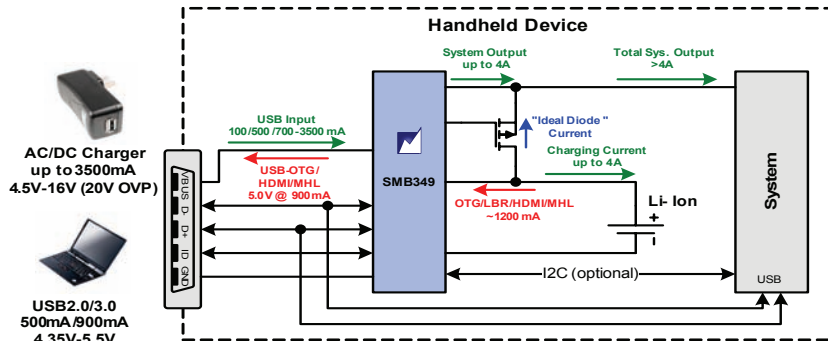 Handheld Device
System Output
up to 4A
Total Sys. Output
>4A
USB Input
100/500/700-3500 mA
"Ideal Diode"
Current
AC/DC Charger
up to 3500mA
4.5V-16V (20V OVP)
Charging Current
up to 4A
USB-OTG/
HDMI/MHL
5.0V @ 900mA
SMB349
OTG/LBR/HDMI/MHL
~1200 mA
Li- Ion
+
System
VBUS
D-
D+
ID
GND
I2C (optional)
USB
USB2.0/3.0
500mA/900mA
4.35V-5.5V